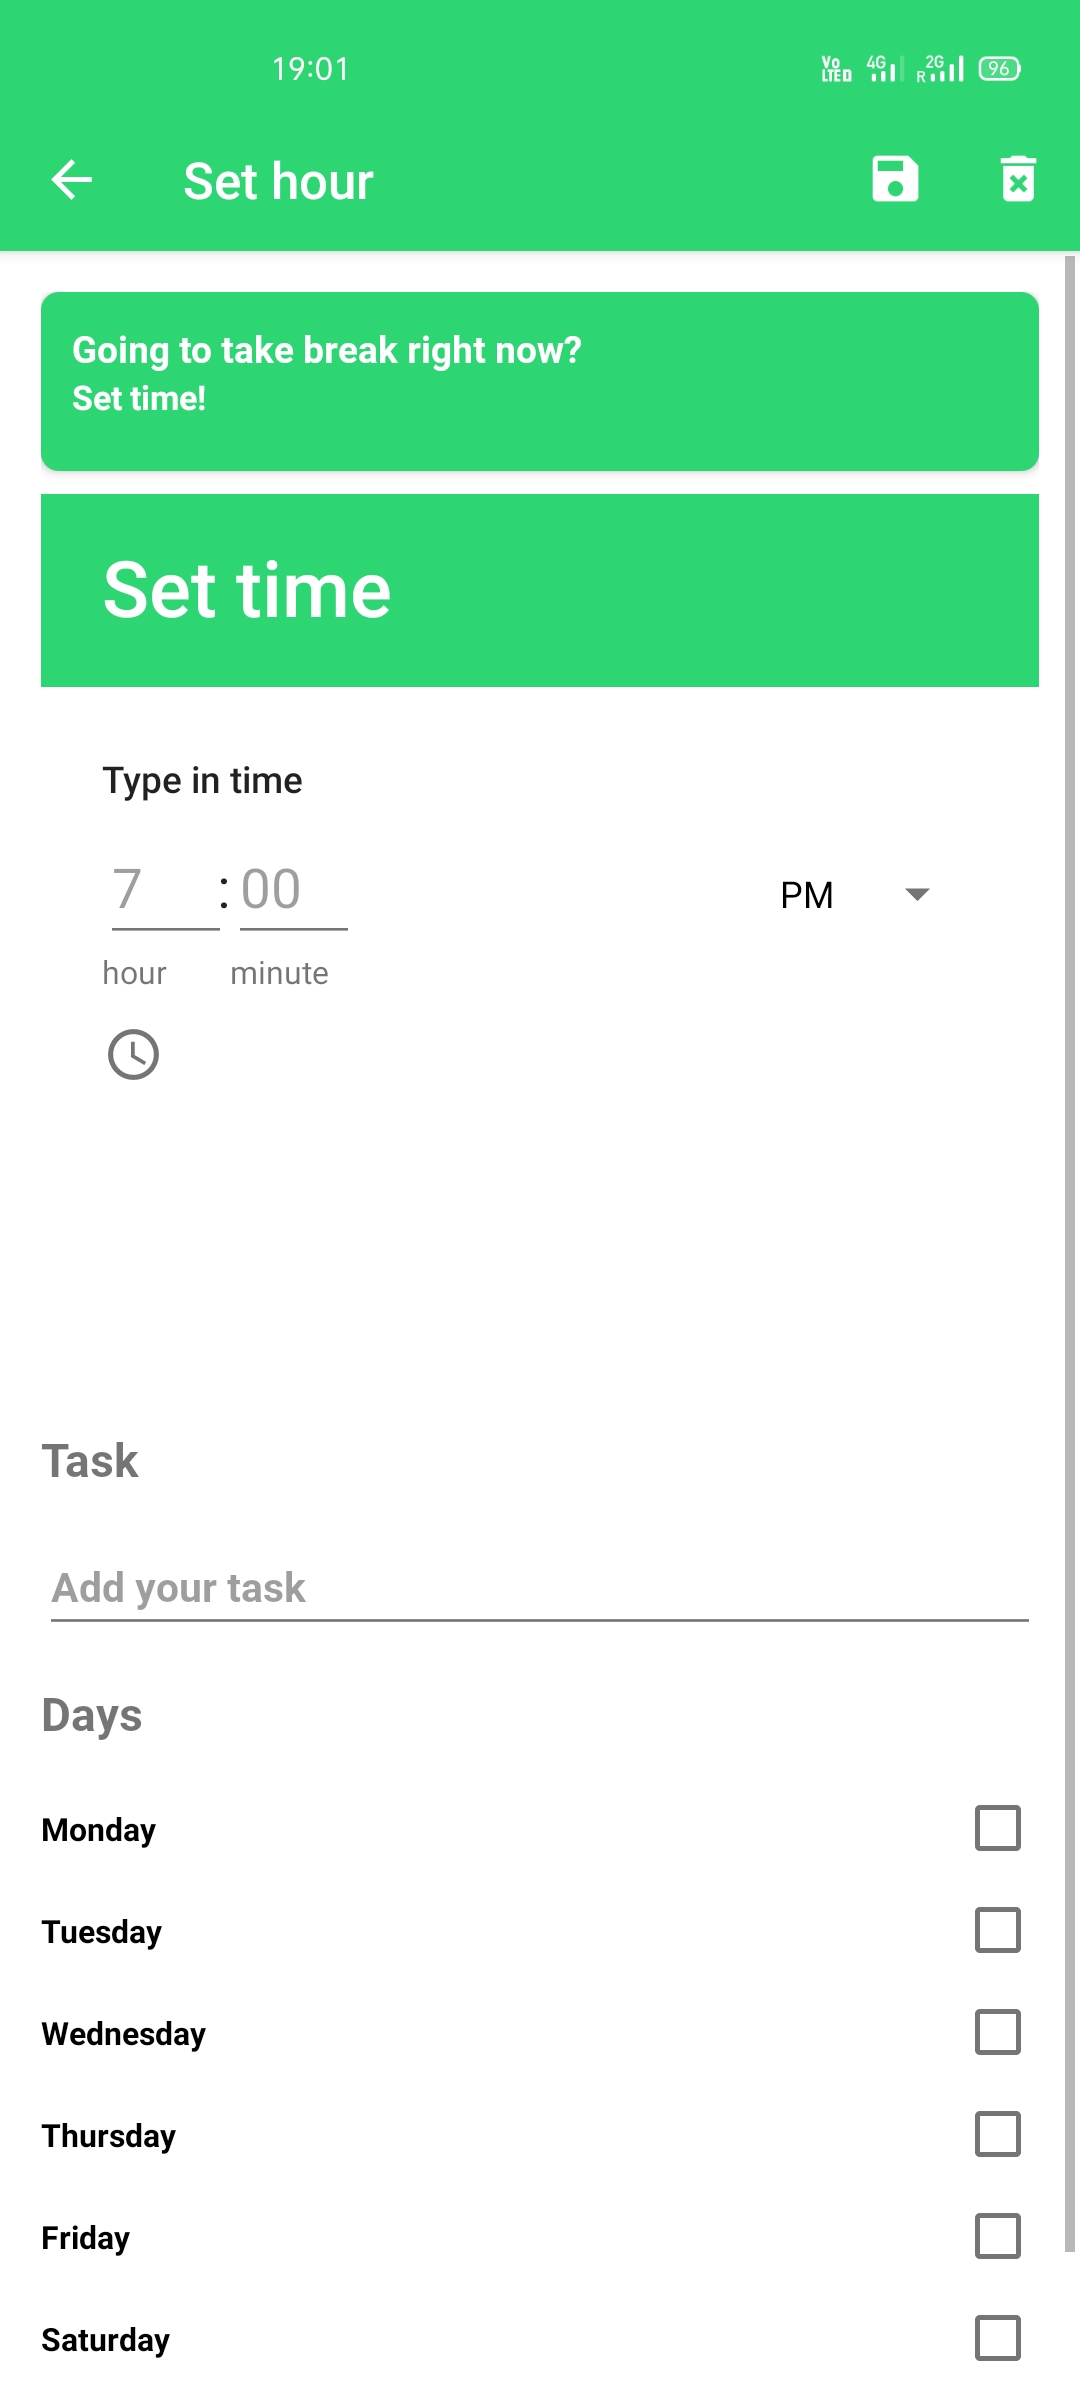 19:01 Vo LTE D 4G R 2G 96
Set hour
Going to take break right now?
Set time!
Set time
Type in time
7 : 00 PM
hour minute
Task
Add your task
Days
Monday
Tuesday
Wednesday
Thursday
Friday
Saturday